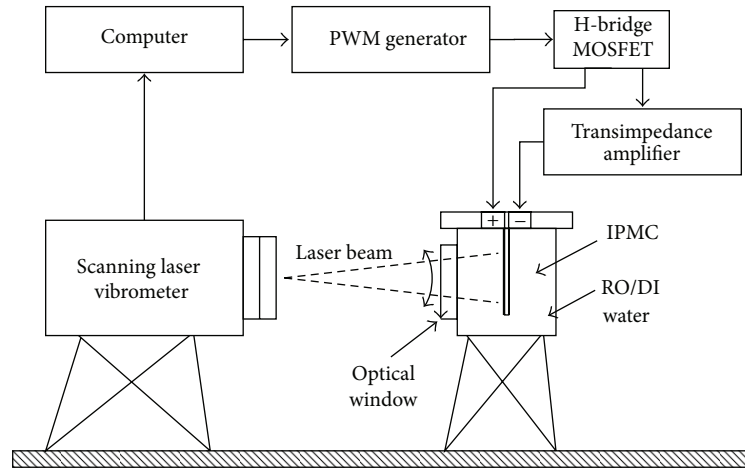 Computer
PWM generator
H-bridge
MOSFET
Transimpedance
amplifier
+ −
Scanning laser
vibrometer
Laser beam
IPMC
RO/DI
water
Optical
window